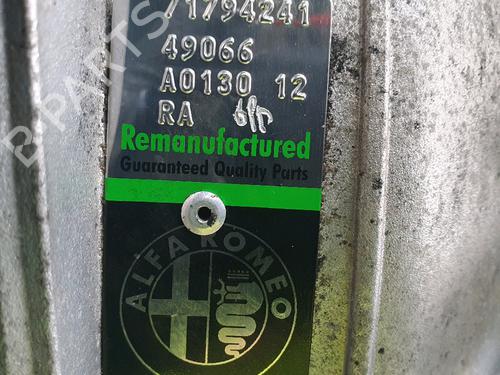 71794241
49066
A0130 12
RA
Remanufactured
Guaranteed Quality Parts
ALFA ROMEO
B-PARTS